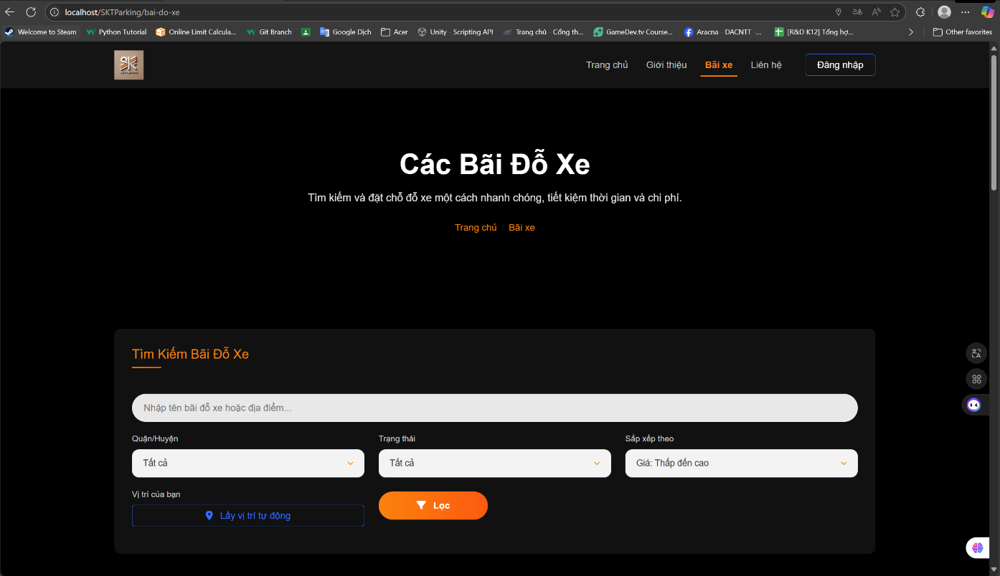 localhost/SKTParking/bai-do-xe
Welcome to Steam Python Tutorial Online Limit Calcula... Git Branch Google Dịch Acer Unity - Scripting API Trang chủ - Cổng th... GameDev.tv Course... Aracna - DACNTT -... [R&D K12] Tổng hợ... Other favorites
SK
Trang chủ Giới thiệu Bãi xe Liên hệ Đăng nhập
Các Bãi Đỗ Xe
Tìm kiếm và đặt chỗ đỗ xe một cách nhanh chóng, tiết kiệm thời gian và chi phí.
Trang chủ / Bãi xe
Tìm Kiếm Bãi Đỗ Xe
Nhập tên bãi đỗ xe hoặc địa điểm...
Quận/Huyện Trạng thái Sắp xếp theo
Tất cả Tất cả Giá: Thấp đến cao
Vị trí của bạn
Lấy vị trí tự động Lọc